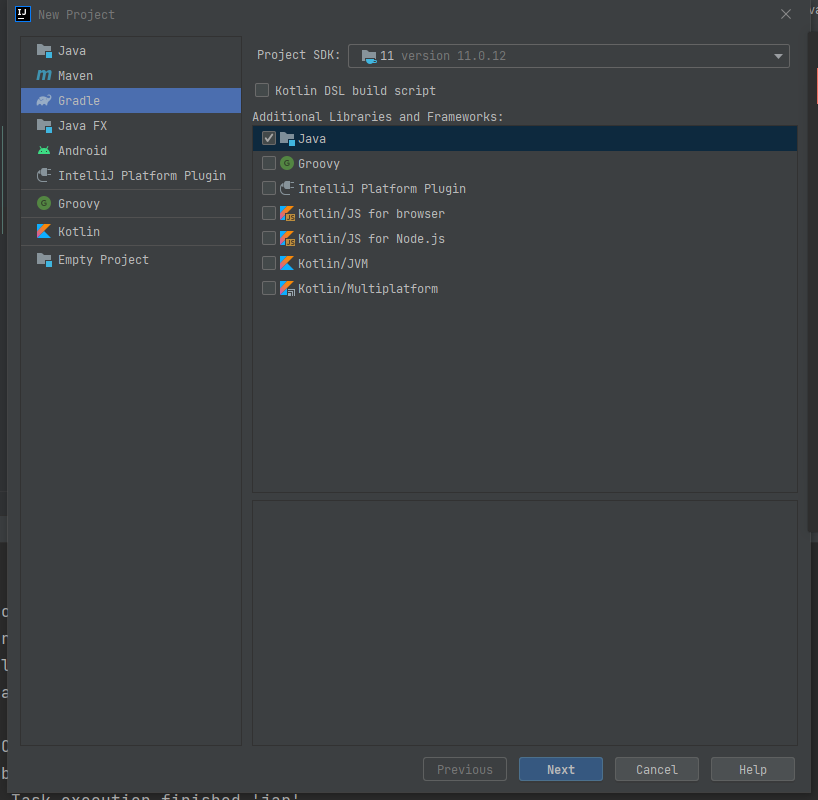 New Project
Java
Maven
Gradle
Java FX
Android
IntelliJ Platform Plugin
Groovy
Kotlin
Empty Project
Project SDK: 11 version 11.0.12
Kotlin DSL build script
Additional Libraries and Frameworks:
Java
Groovy
IntelliJ Platform Plugin
Kotlin/JS for browser
Kotlin/JS for Node.js
Kotlin/JVM
Kotlin/Multiplatform
Previous Next Cancel Help
Task execution finished 'jar'